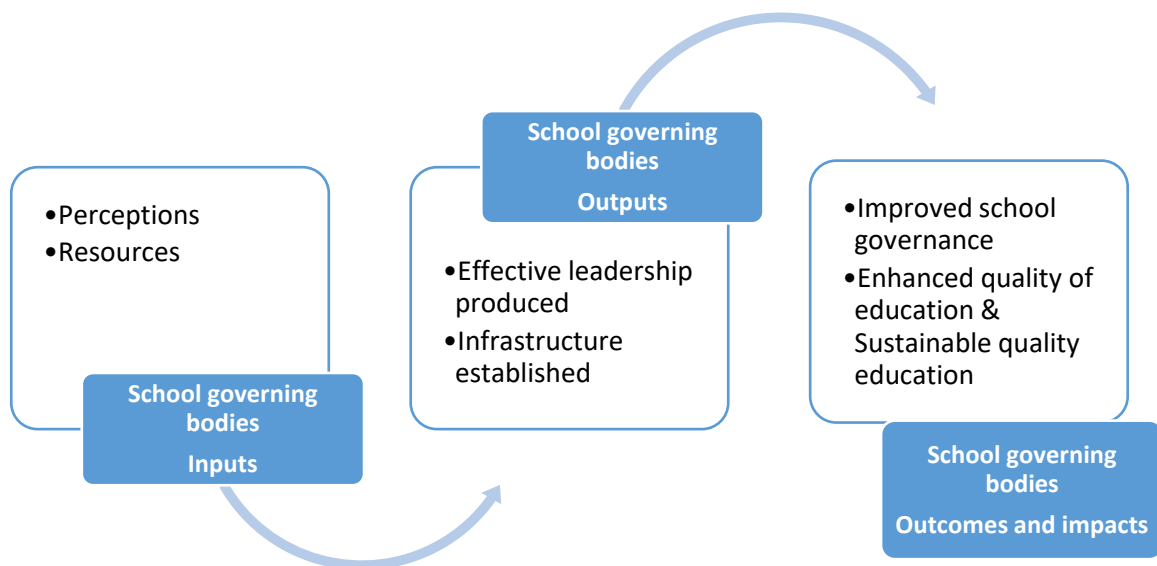 •Perceptions
•Resources
School governing
bodies
Inputs
School governing
bodies
Outputs
•Effective leadership
produced
•Infrastructure
established
•Improved school
governance
•Enhanced quality of
education &
Sustainable quality
education
School governing
bodies
Outcomes and impacts